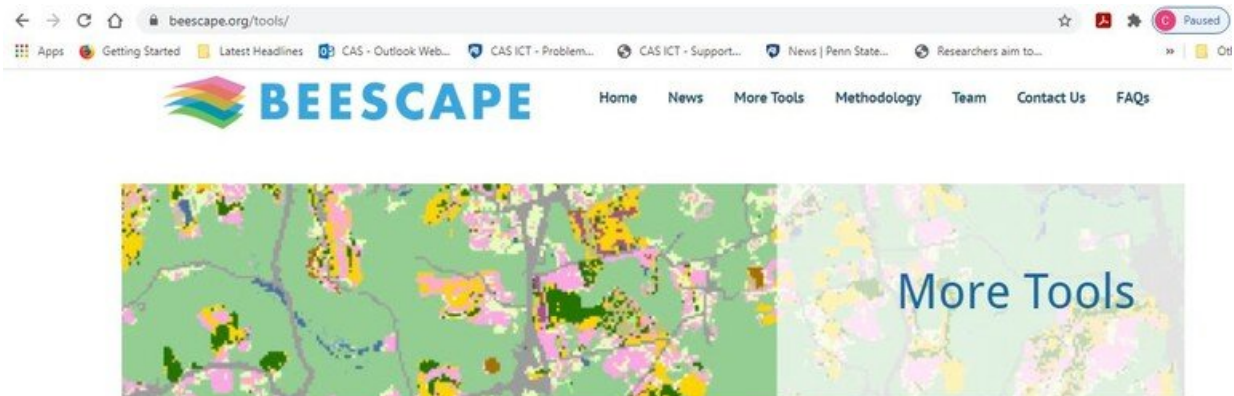 beescape.org/tools/
C Paused
Apps Getting Started Latest Headlines CAS - Outlook Web... CAS ICT - Problem... CAS ICT - Support... News | Penn State... Researchers aim to... » Otl
BEESCAPE Home News More Tools Methodology Team Contact Us FAQs
More Tools